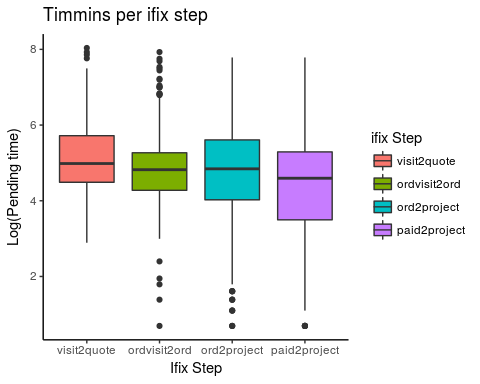 Timmins per ifix step
Log(Pending time)
8
6
4
2
visit2quote
ordvisit2ord
ord2project
paid2project
Ifix Step
ifix Step
visit2quote
ordvisit2ord
ord2project
paid2project